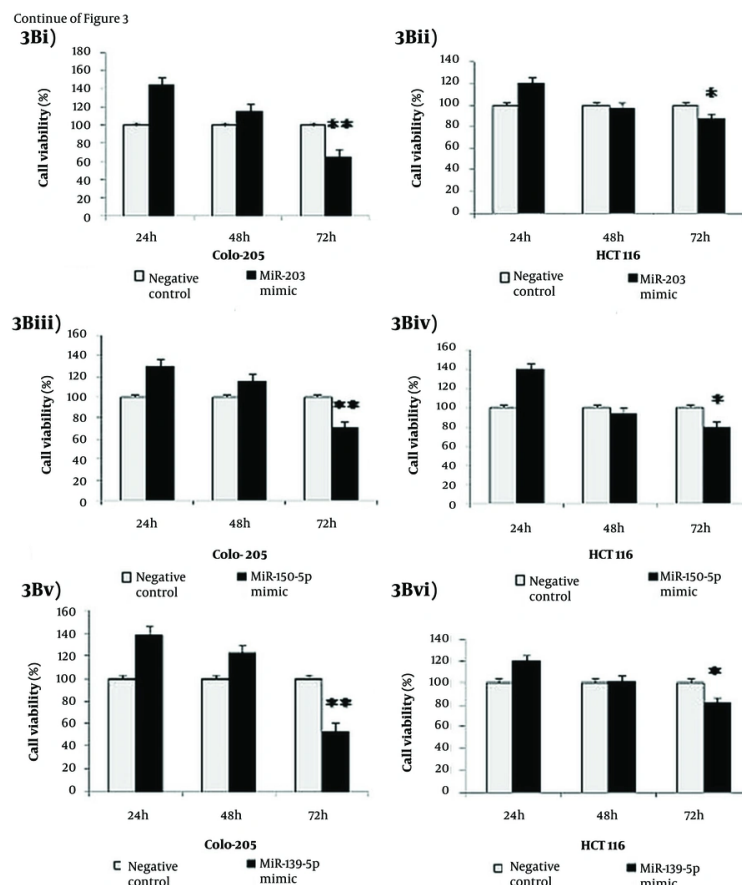 Continue of Figure 3
3Bi)
180
160
140
120
100
80
60
40
20
0
Call viability (%)
**
24h 48h 72h
Colo-205
Negative control
MiR-203 mimic
3Bii)
140
120
100
80
60
40
20
0
Call viability (%)
*
24h 48h 72h
HCT 116
Negative control
MiR-203 mimic
3Biii)
160
140
120
100
80
60
40
20
0
Call viability (%)
**
24h 48h 72h
Colo- 205
Negative control
MiR-150-5p mimic
3Biv)
160
140
120
100
80
60
40
20
0
Call viability (%)
*
24h 48h 72h
HCT 116
Negative control
MiR-150-5p mimic
3Bv)
160
140
120
100
80
60
40
20
0
Call viability (%)
**
24h 48h 72h
Colo-205
Negative control
MiR-139-5p mimic
3Bvi)
140
120
100
80
60
40
20
0
Call viability (%)
*
24h 48h 72h
HCT 116
Negative control
MiR-139-5p mimic